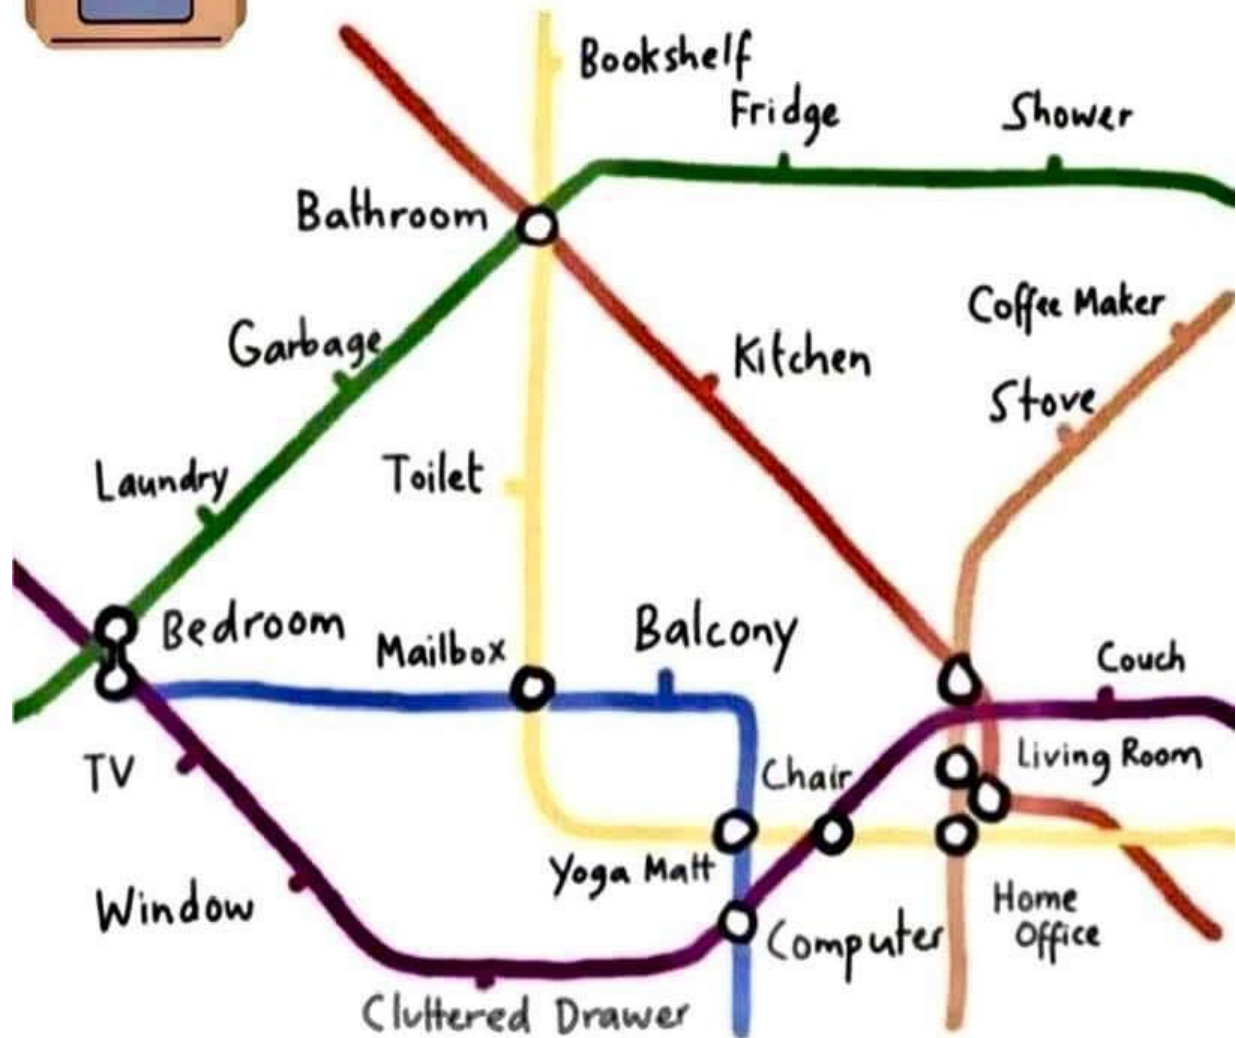 Bookshelf
Fridge
Shower
Bathroom
Coffee Maker
Garbage
Kitchen
Stove
Laundry
Toilet
Bedroom
Mailbox
Balcony
Couch
TV
Chair
Living Room
Yoga Matt
Window
Computer
Home
Office
Cluttered Drawer